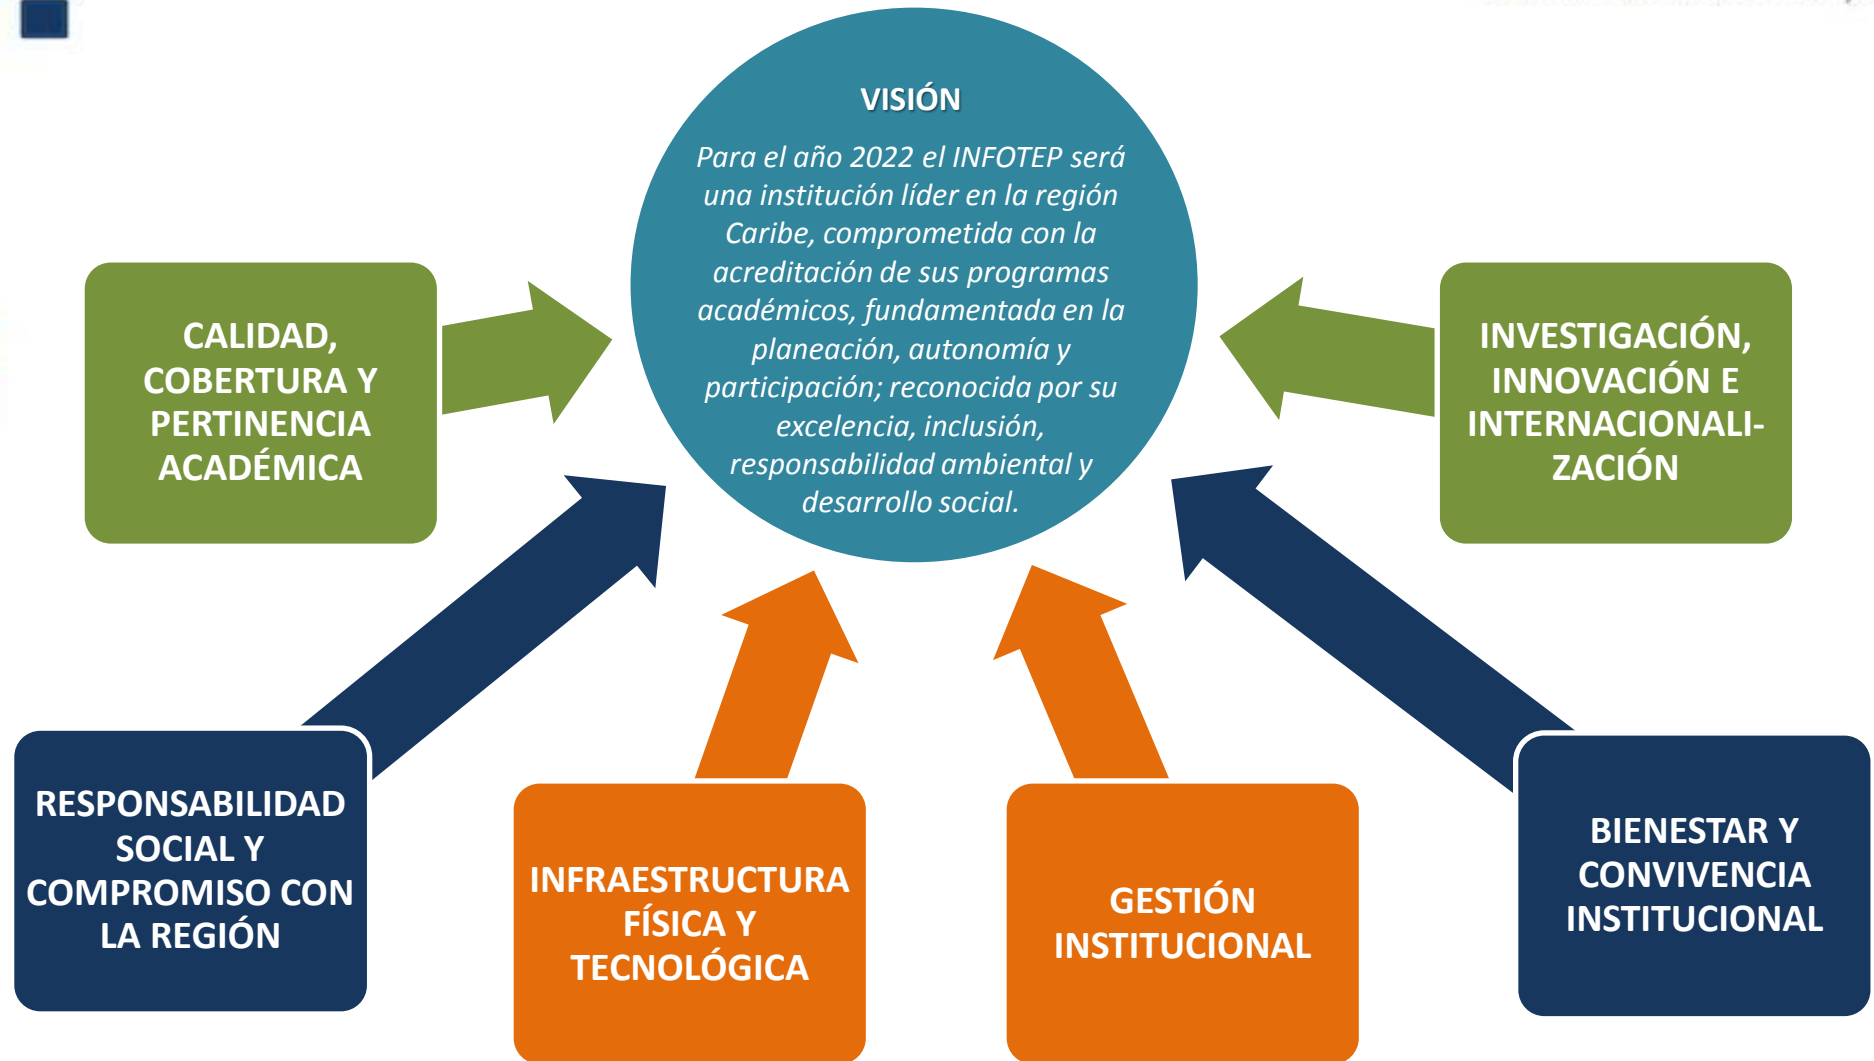 VISIÓN
Para el año 2022 el INFOTEP será
una institución líder en la región
Caribe, comprometida con la
acreditación de sus programas
académicos, fundamentada en la
planeación, autonomía y
participación; reconocida por su
excelencia, inclusión,
responsabilidad ambiental y
desarrollo social.
CALIDAD,
COBERTURA Y
PERTINENCIA
ACADÉMICA
INVESTIGACIÓN,
INNOVACIÓN E
INTERNACIONALI-
ZACIÓN
RESPONSABILIDAD
SOCIAL Y
COMPROMISO CON
LA REGIÓN
INFRAESTRUCTURA
FÍSICA Y
TECNOLÓGICA
GESTIÓN
INSTITUCIONAL
BIENESTAR Y
CONVIVENCIA
INSTITUCIONAL